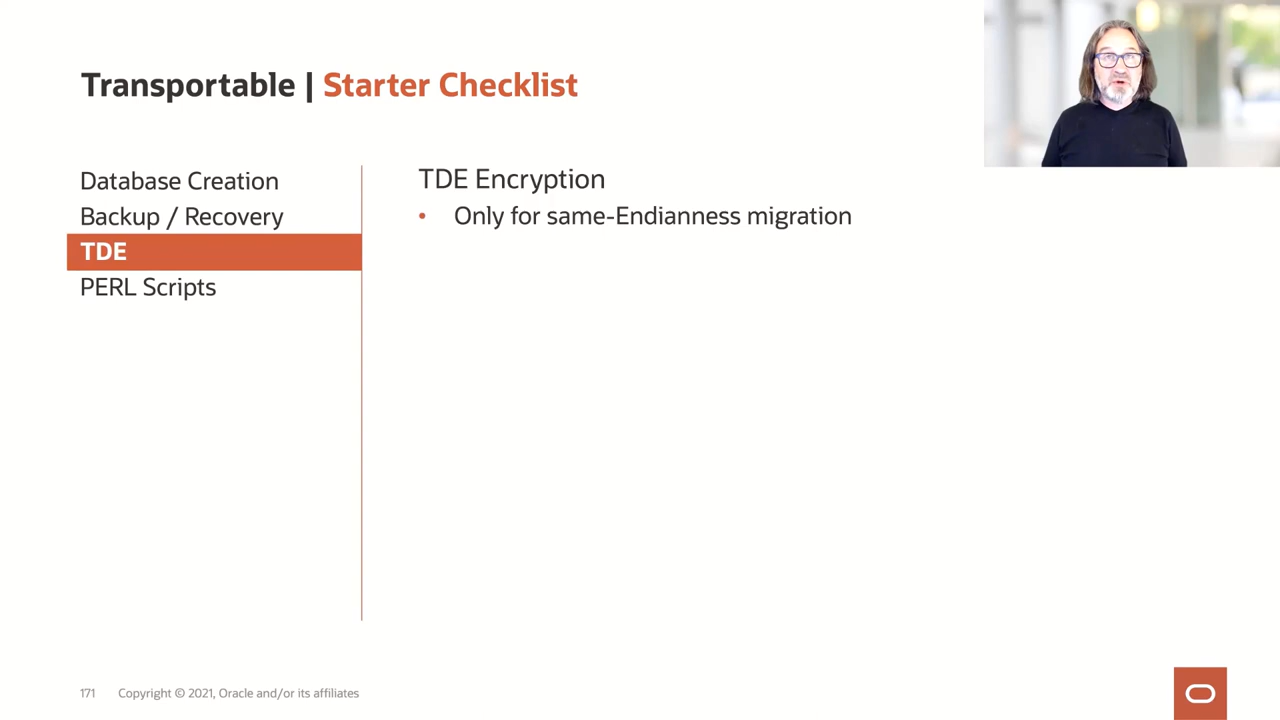 Transportable | Starter Checklist
Database Creation
Backup / Recovery
TDE
PERL Scripts
TDE Encryption
• Only for same-Endianness migration
171 Copyright © 2021, Oracle and/or its affiliates